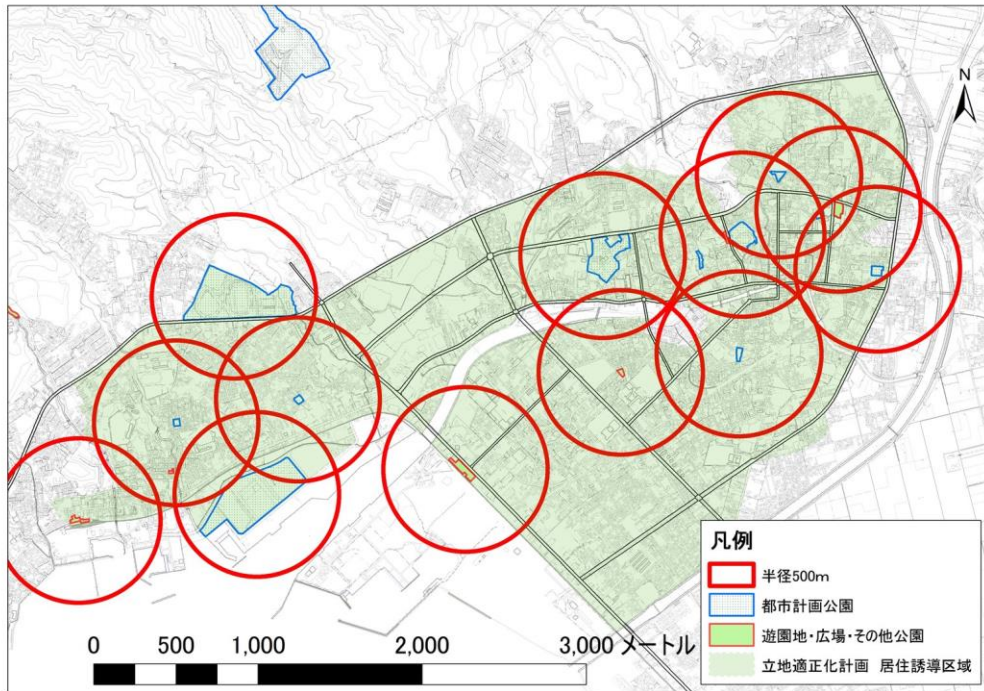 N
凡例
半径500m
都市計画公園
遊園地・広場・その他公園
立地適正化計画 居住誘導区域
0 500 1,000 2,000 3,000 メートル